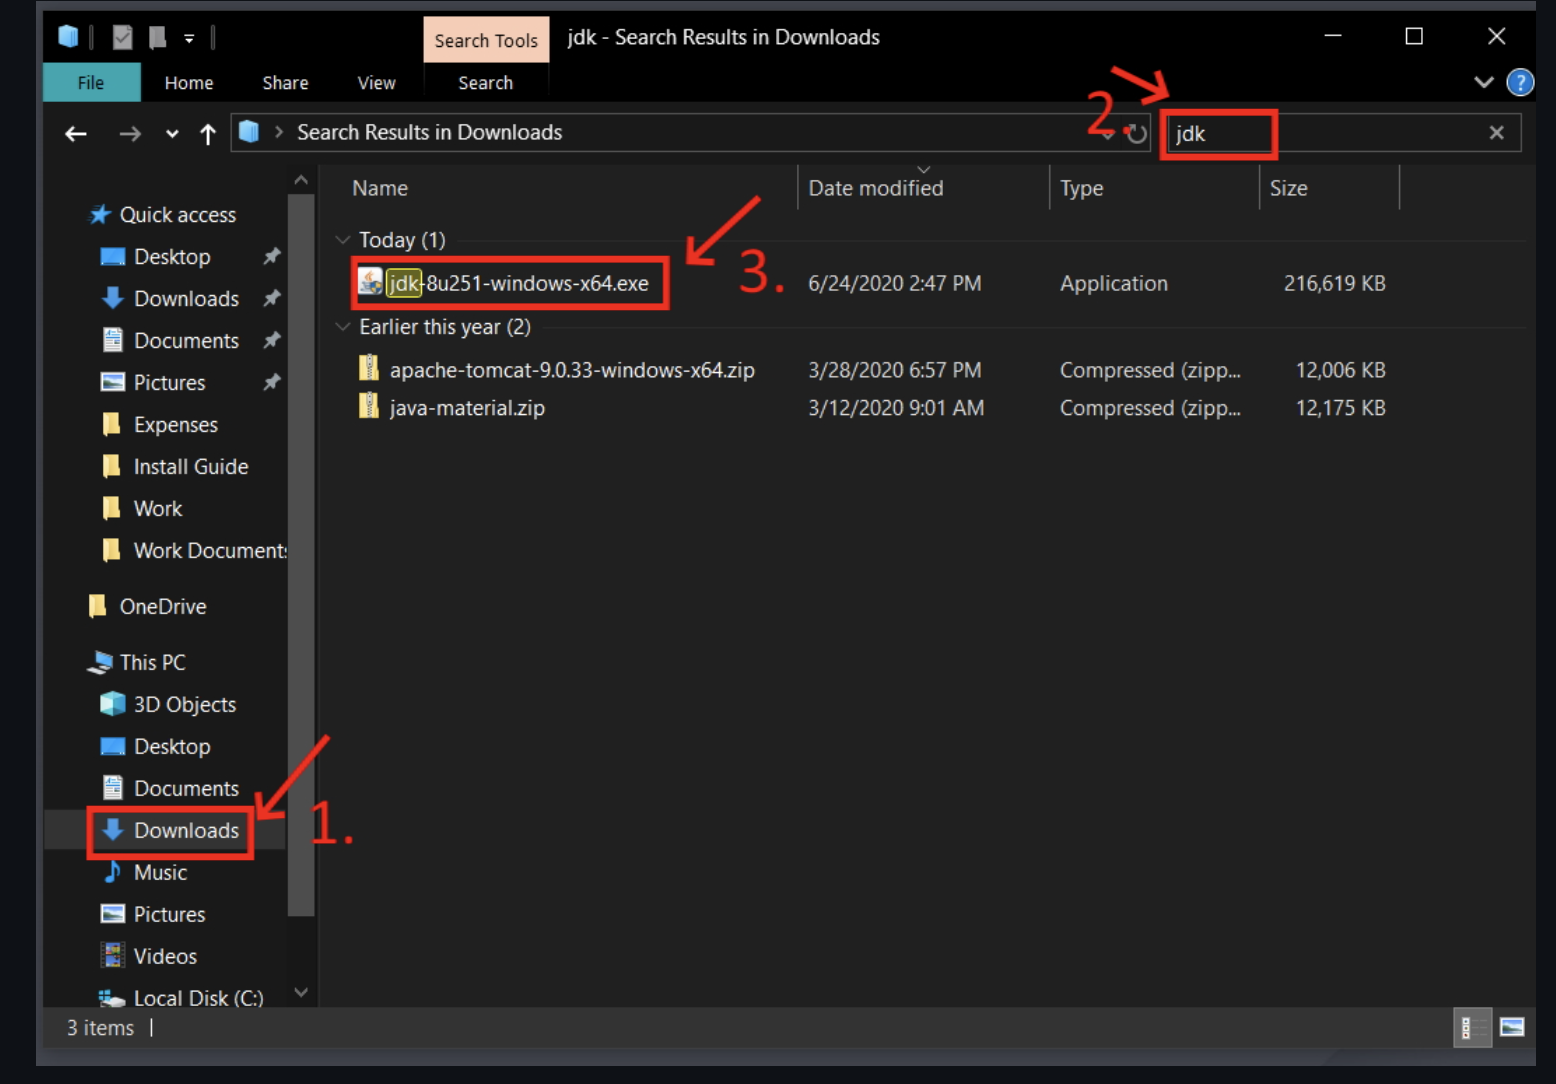 Search Tools
jdk - Search Results in Downloads
File
Home
Share
View
Search
?
Search Results in Downloads
2.
jdk
Name
Date modified
Type
Size
Quick access
Desktop
Downloads
Documents
Pictures
Expenses
Install Guide
Work
Work Documents
OneDrive
This PC
3D Objects
Desktop
Documents
Downloads
1.
Music
Pictures
Videos
Local Disk (C:)
Today (1)
jdk-8u251-windows-x64.exe
3.
6/24/2020 2:47 PM
Application
216,619 KB
Earlier this year (2)
apache-tomcat-9.0.33-windows-x64.zip
3/28/2020 6:57 PM
Compressed (zipp...
12,006 KB
java-material.zip
3/12/2020 9:01 AM
Compressed (zipp...
12,175 KB
3 items